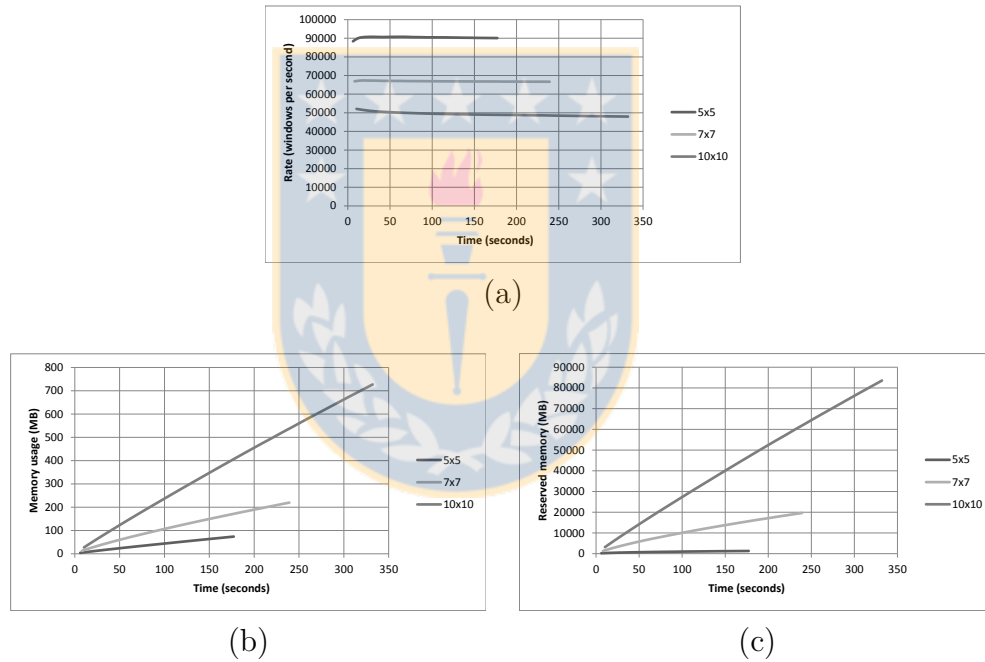 100000
90000
80000
70000
60000
50000
40000
30000
20000
10000
0
Rate (windows per second)
0 50 100 150 200 250 300 350
Time (seconds)
5x5
7x7
10x10
(a)
800
700
600
500
400
300
200
100
0
Memory usage (MB)
0 50 100 150 200 250 300 350
Time (seconds)
5x5
7x7
10x10
(b)
90000
80000
70000
60000
50000
40000
30000
20000
10000
0
Reserved memory (MB)
0 50 100 150 200 250 300 350
Time (seconds)
5x5
7x7
10x10
(c)